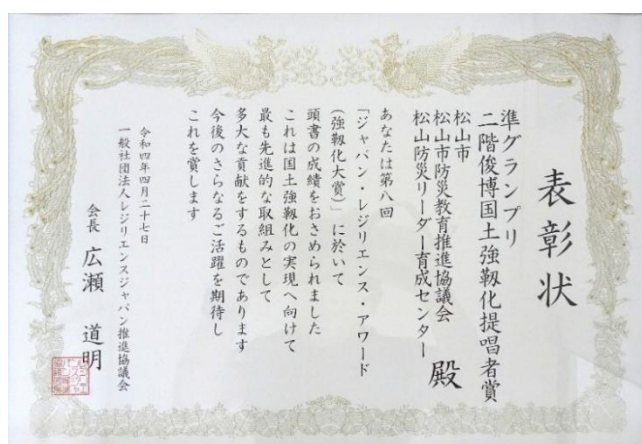 表彰状
準グランプリ
二階俊博国土強靱化提唱者賞
松山市
松山市防災教育推進協議会
松山防災リーダー育成センター
殿
あなたは第八回
「ジャパン・レジリエンス・アワード
(強靱化大賞)」に於いて
頭書の成績をおさめられました
これは国土強靱化の実現へ向けて
最も先進的な取組みとして
多大な貢献をするものであります
今後のさらなるご活躍を期待し
これを賞します
令和四年四月二十七日
一般社団法人レジリエンスジャパン推進協議会
会長 広瀬 道明